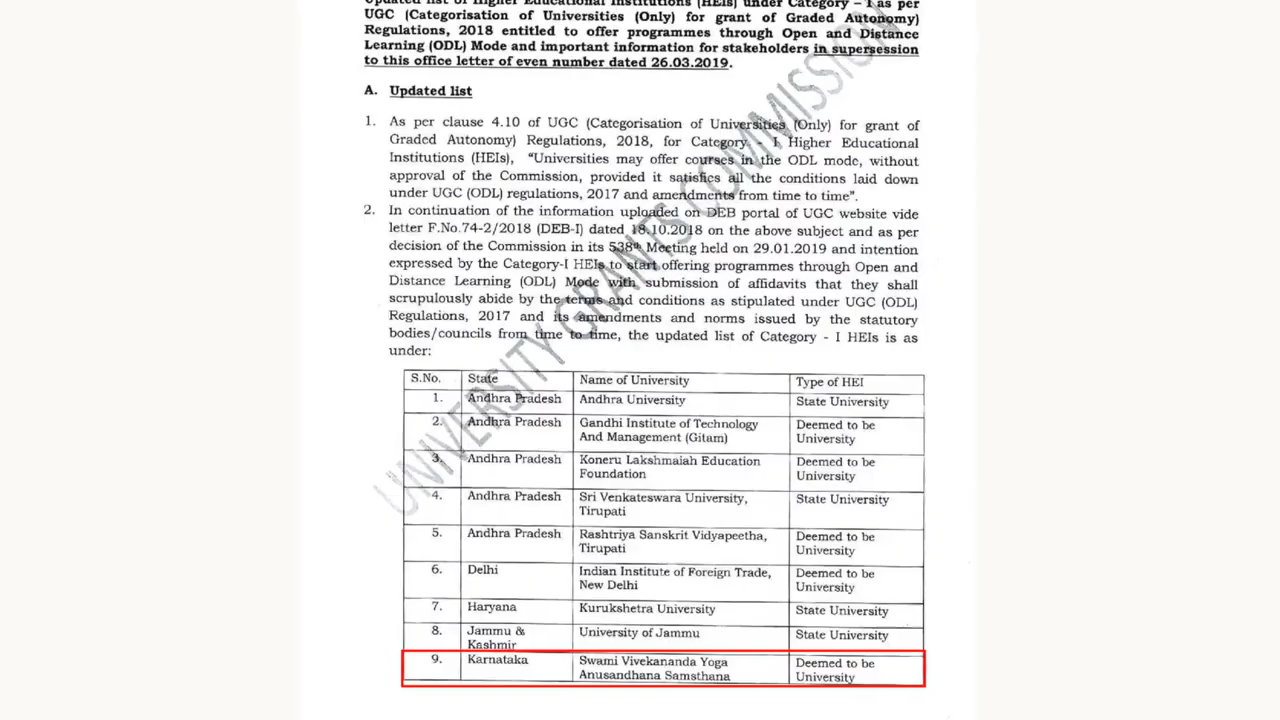 Updated list of Higher Educational Institutions (HEIs) under Category – I as per
UGC (Categorisation of Universities (Only) for grant of Graded Autonomy)
Regulations, 2018 entitled to offer programmes through Open and Distance
Learning (ODL) Mode and important information for stakeholders in supersession
to this office letter of even number dated 26.03.2019.
A. Updated list
1. As per clause 4.10 of UGC (Categorisation of Universities (Only) for grant of
Graded Autonomy) Regulations, 2018, for Category - I Higher Educational
Institutions (HEIs), "Universities may offer courses in the ODL mode, without
approval of the Commission, provided it satisfies all the conditions laid down
under UGC (ODL) regulations, 2017 and amendments from time to time".
2. In continuation of the information uploaded on DEB portal of UGC website vide
letter F.No.74-2/2018 (DEB-I) dated 18.10.2018 on the above subject and as per
decision of the Commission in its 538th Meeting held on 29.01.2019 and intention
expressed by the Category-I HEIs to start offering programmes through Open and
Distance Learning (ODL) Mode with submission of affidavits that they shall
scrupulously abide by the terms and conditions as stipulated under UGC (ODL)
Regulations, 2017 and its amendments and norms issued by the statutory
bodies/councils from time to time, the updated list of Category - I HEIs is as
under:
S.No. State Name of University Type of HEI
1. Andhra Pradesh Andhra University State University
2. Andhra Pradesh Gandhi Institute of Technology Deemed to be
And Management (Gitam) University
3. Andhra Pradesh Koneru Lakshmaiah Education Deemed to be
Foundation University
4. Andhra Pradesh Sri Venkateswara University, State University
Tirupati
5. Andhra Pradesh Rashtriya Sanskrit Vidyapeetha, Deemed to be
Tirupati University
6. Delhi Indian Institute of Foreign Trade, Deemed to be
New Delhi University
7. Haryana Kurukshetra University State University
8. Jammu & University of Jammu State University
Kashmir
9. Karnataka Swami Vivekananda Yoga Deemed to be
Anusandhana Samsthana University
UNIVERSITY GRANTS COMMISSION